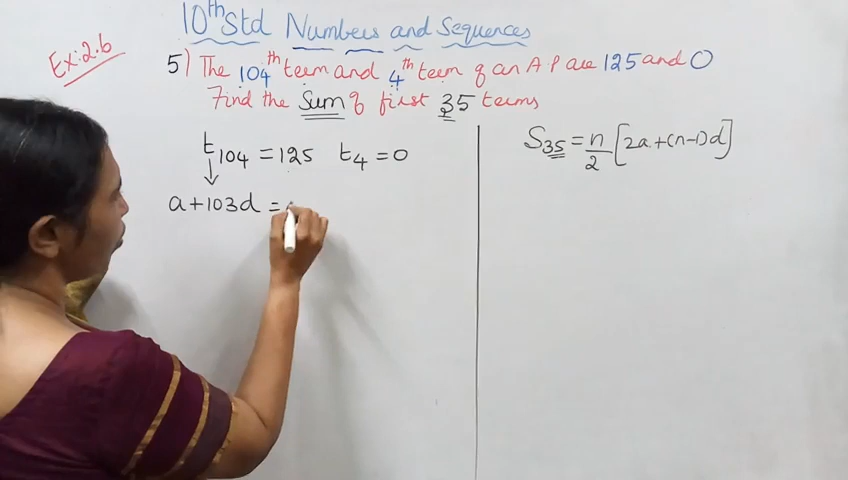 10th Std Numbers and Sequences
Ex:2.6
5) The 104th term and 4th term of an A.P are 125 and 0
Find the Sum of first 35 terms
t104 = 125 t4 = 0
a+103d =
S35 = n/2 [2a+(n-1)d]